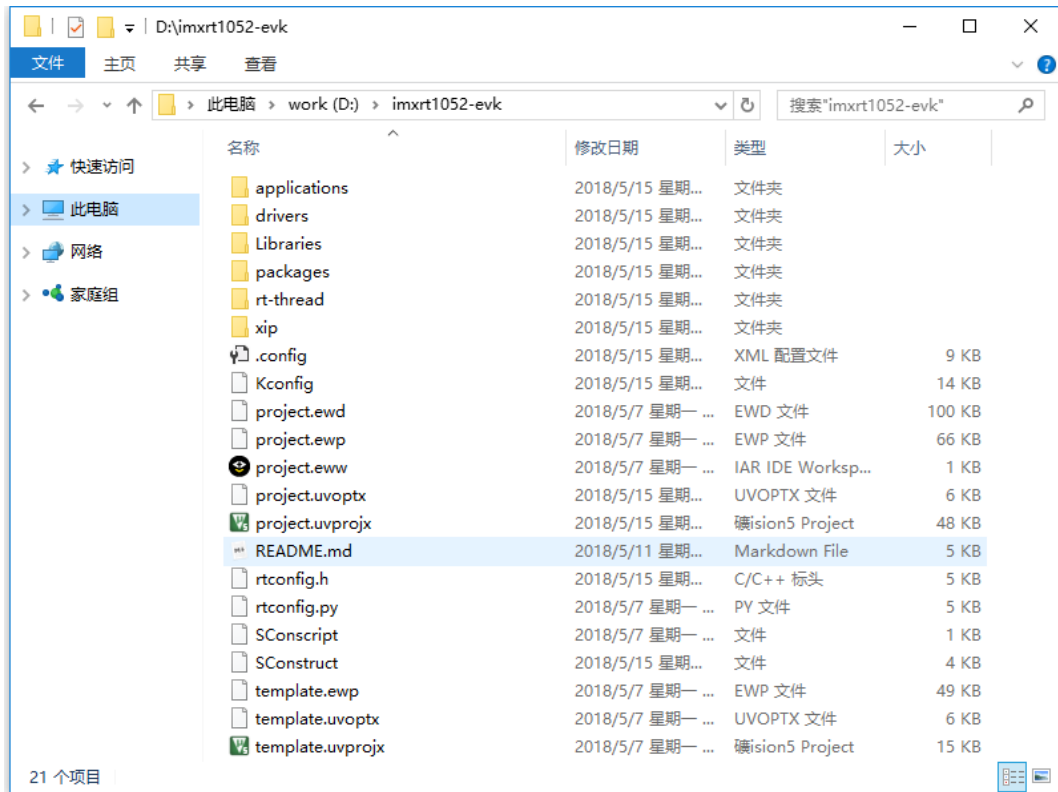 D:\imxrt1052-evk
文件 主页 共享 查看
此电脑 work (D:) imxrt1052-evk 搜索"imxrt1052-evk"
名称 修改日期 类型 大小
快速访问
此电脑
网络
家庭组
applications 2018/5/15 星期... 文件夹
drivers 2018/5/15 星期... 文件夹
Libraries 2018/5/15 星期... 文件夹
packages 2018/5/15 星期... 文件夹
rt-thread 2018/5/15 星期... 文件夹
xip 2018/5/15 星期... 文件夹
.config 2018/5/15 星期... XML 配置文件 9 KB
Kconfig 2018/5/15 星期... 文件 14 KB
project.ewd 2018/5/7 星期一 ... EWD 文件 100 KB
project.ewp 2018/5/7 星期一 ... EWP 文件 66 KB
project.eww 2018/5/7 星期一 ... IAR IDE Worksp... 1 KB
project.uvoptx 2018/5/15 星期... UVOPTX 文件 6 KB
project.uvprojx 2018/5/15 星期... 礦ision5 Project 48 KB
README.md 2018/5/11 星期... Markdown File 5 KB
rtconfig.h 2018/5/15 星期... C/C++ 标头 5 KB
rtconfig.py 2018/5/7 星期一 ... PY 文件 5 KB
SConscript 2018/5/7 星期一 ... 文件 1 KB
SConstruct 2018/5/15 星期... 文件 4 KB
template.ewp 2018/5/7 星期一 ... EWP 文件 49 KB
template.uvoptx 2018/5/7 星期一 ... UVOPTX 文件 6 KB
template.uvprojx 2018/5/7 星期一 ... 礦ision5 Project 15 KB
21 个项目